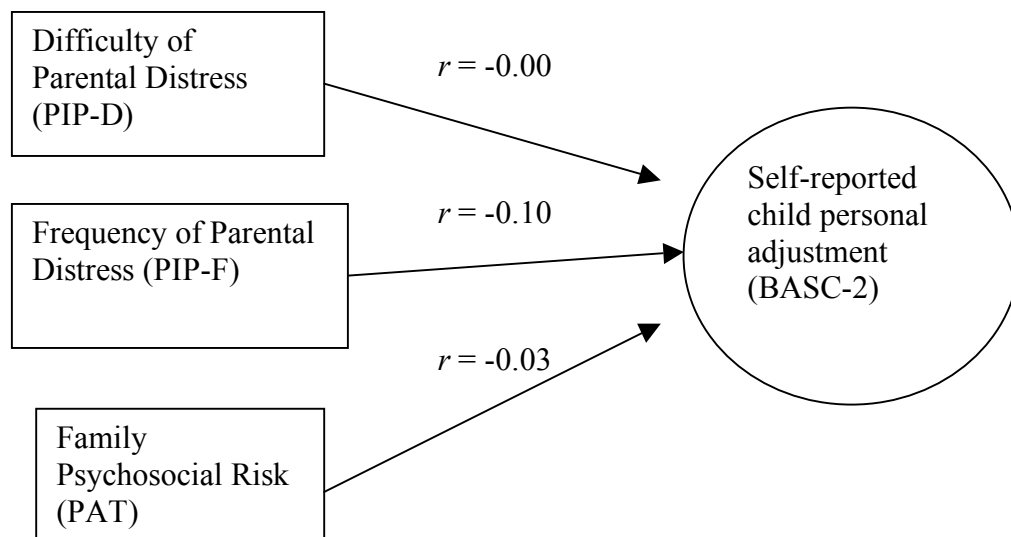 Difficulty of
Parental Distress
(PIP-D)
r = -0.00
Frequency of Parental
Distress (PIP-F)
r = -0.10
Family
Psychosocial Risk
(PAT)
r = -0.03
Self-reported
child personal
adjustment
(BASC-2)